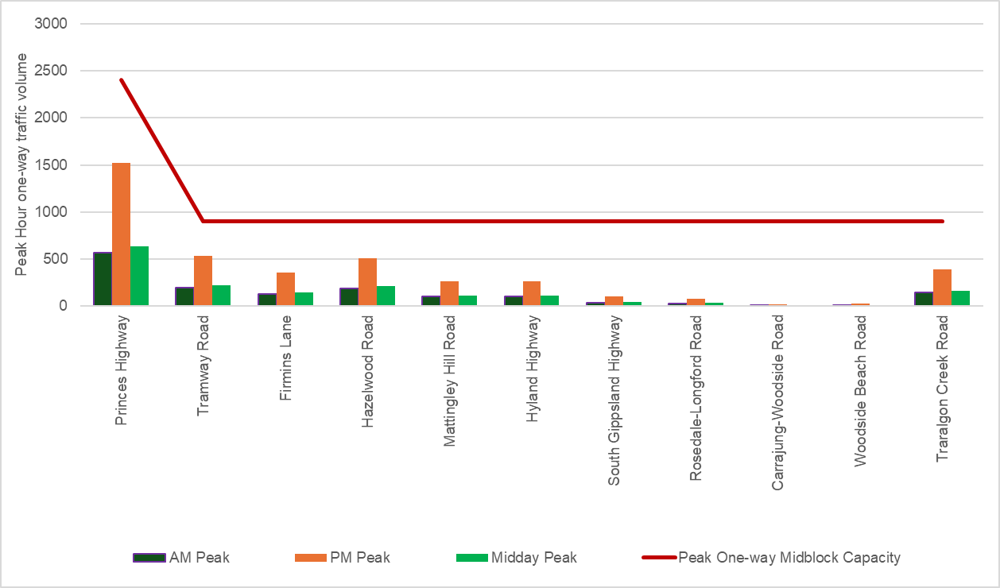 3000
2500
2000
1500
1000
500
0
Peak Hour one-way traffic volume
Princes Highway
Tramway Road
Firmins Lane
Hazelwood Road
Mattingley Hill Road
Hyland Highway
South Gippsland Highway
Rosedale-Longford Road
Carrajung-Woodside Road
Woodside Beach Road
Traralgon Creek Road
AM Peak
PM Peak
Midday Peak
Peak One-way Midblock Capacity